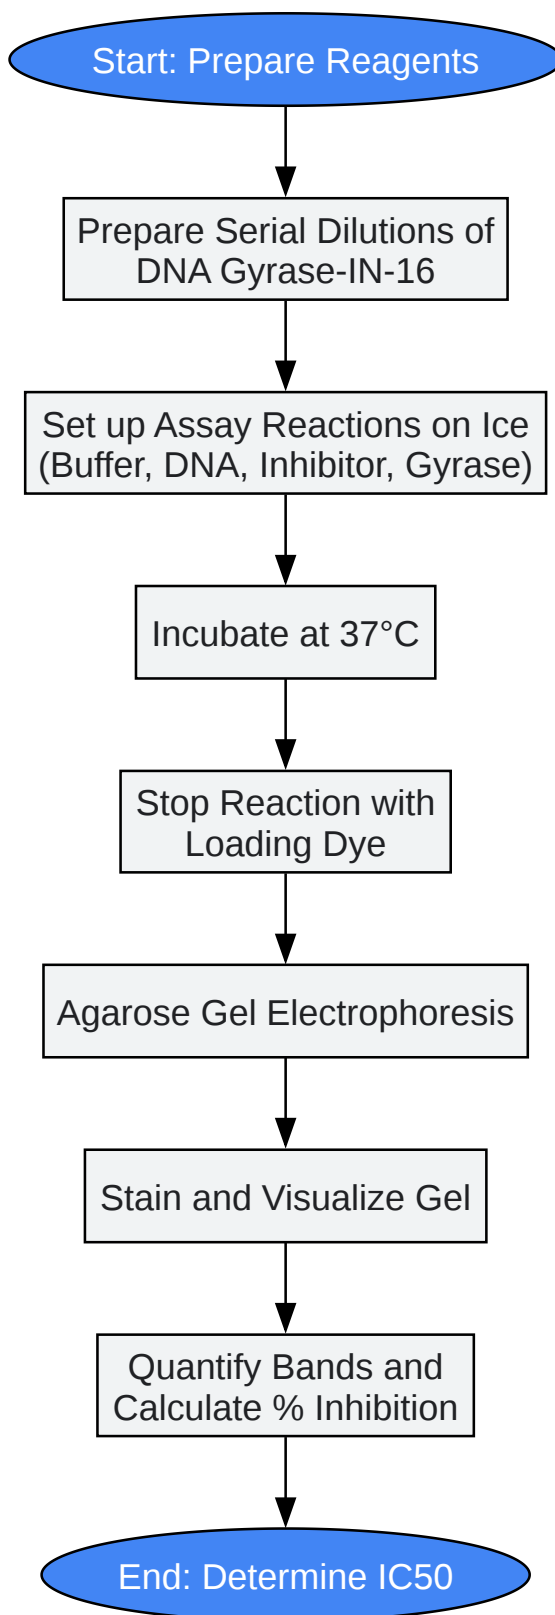 Start: Prepare Reagents
Prepare Serial Dilutions of
DNA Gyrase-IN-16
Set up Assay Reactions on Ice
(Buffer, DNA, Inhibitor, Gyrase)
Incubate at 37°C
Stop Reaction with
Loading Dye
Agarose Gel Electrophoresis
Stain and Visualize Gel
Quantify Bands and
Calculate % Inhibition
End: Determine IC50